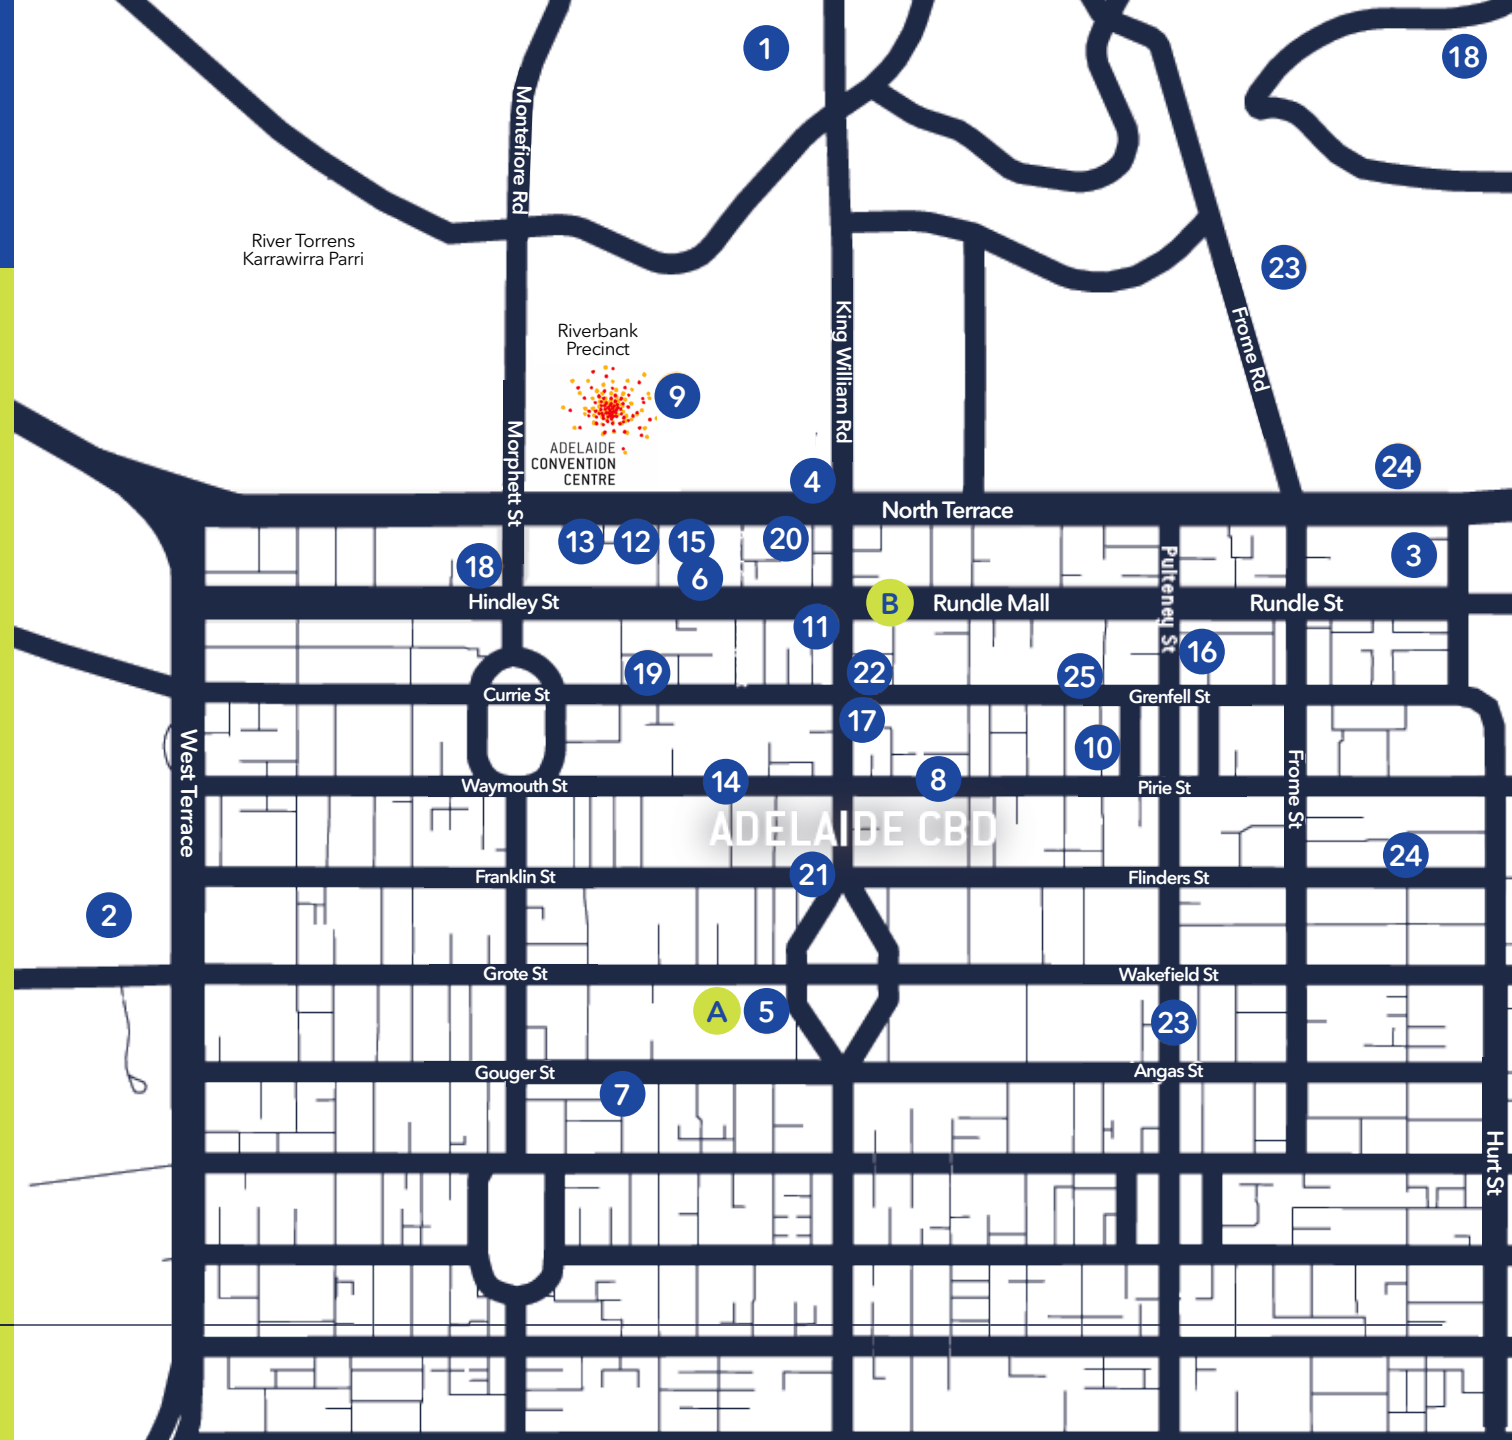 1
18
Montefiore Rd
River Torrens
Karrawirra Parri
23
King William Rd
Frome Rd
Riverbank
Precinct
9
ADELAIDE
CONVENTION
CENTRE
Morphett St
4
24
North Terrace
13
12
15
20
3
18
6
Pulteney St
Hindley St
B
Rundle Mall
Rundle St
11
16
19
22
25
Currie St
Grenfell St
17
10
West Terrace
Frome St
14
8
Waymouth St
Pirie St
ADELAIDE CBD
24
21
Franklin St
Flinders St
2
Grote St
Wakefield St
A
5
23
Gouger St
Angas St
7
Hurt St